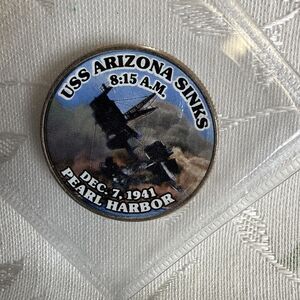 USS ARIZONA SINKS
8:15 A.M.
DEC. 7, 1941
PEARL HARBOR